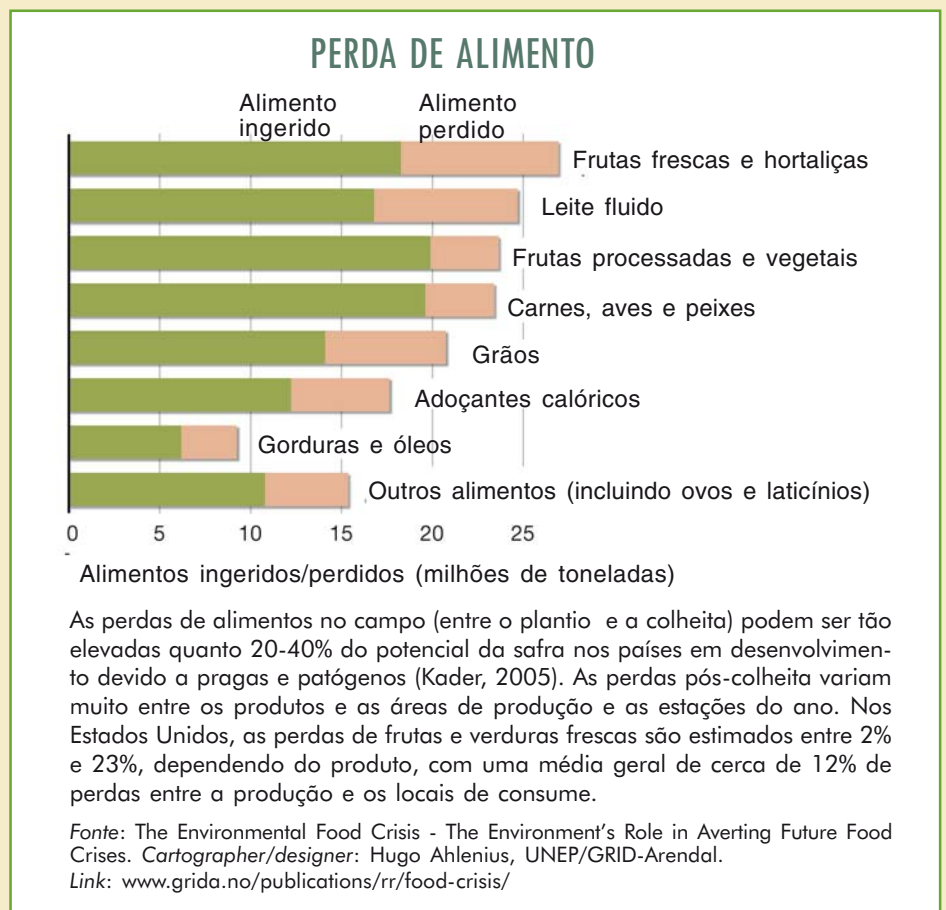 PERDA DE ALIMENTO
Alimento ingerido
Alimento perdido
Frutas frescas e hortaliças
Leite fluido
Frutas processadas e vegetais
Carnes, aves e peixes
Grãos
Adoçantes calóricos
Gorduras e óleos
Outros alimentos (incluindo ovos e laticínios)
0 5 10 15 20 25
Alimentos ingeridos/perdidos (milhões de toneladas)
As perdas de alimentos no campo (entre o plantio e a colheita) podem ser tão
elevadas quanto 20-40% do potencial da safra nos países em desenvolvimen-
to devido a pragas e patógenos (Kader, 2005). As perdas pós-colheita variam
muito entre os produtos e as áreas de produção e as estações do ano. Nos
Estados Unidos, as perdas de frutas e verduras frescas são estimados entre 2%
e 23%, dependendo do produto, com uma média geral de cerca de 12% de
perdas entre a produção e os locais de consume.
Fonte: The Environmental Food Crisis - The Environment's Role in Averting Future Food
Crises. Cartographer/designer: Hugo Ahlenius, UNEP/GRID-Arendal.
Link: www.grida.no/publications/rr/food-crisis/